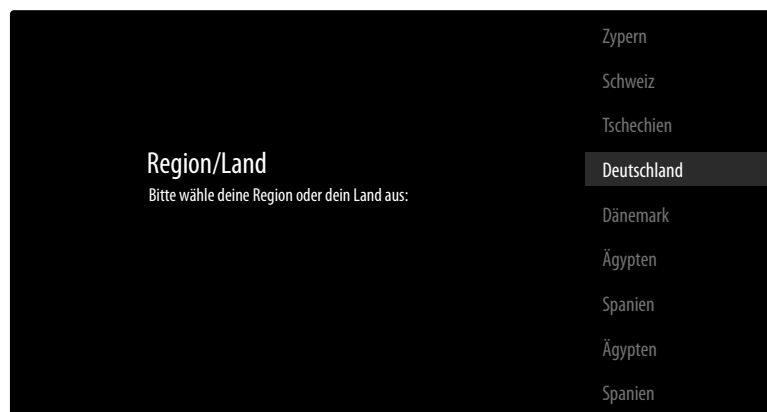 Region/Land
Bitte wähle deine Region oder dein Land aus:
Zypern
Schweiz
Tschechien
Deutschland
Dänemark
Ägypten
Spanien
Ägypten
Spanien